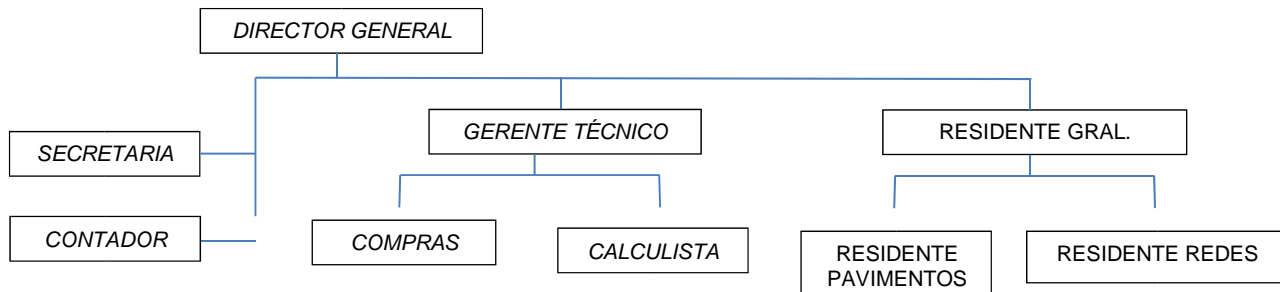 DIRECTOR GENERAL
GERENTE TÉCNICO
RESIDENTE GRAL.
SECRETARIA
CONTADOR
COMPRAS
CALCULISTA
RESIDENTE
PAVIMENTOS
RESIDENTE REDES